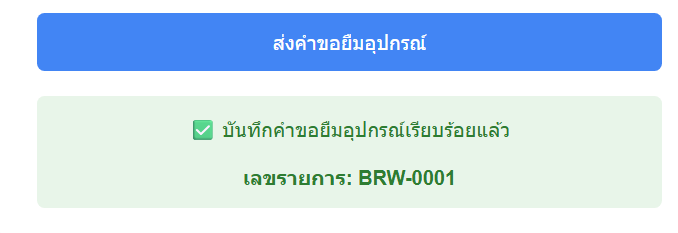 ส่งคำขอยืมอุปกรณ์
✅ บันทึกคำขอยืมอุปกรณ์เรียบร้อยแล้ว
เลขรายการ: BRW-0001